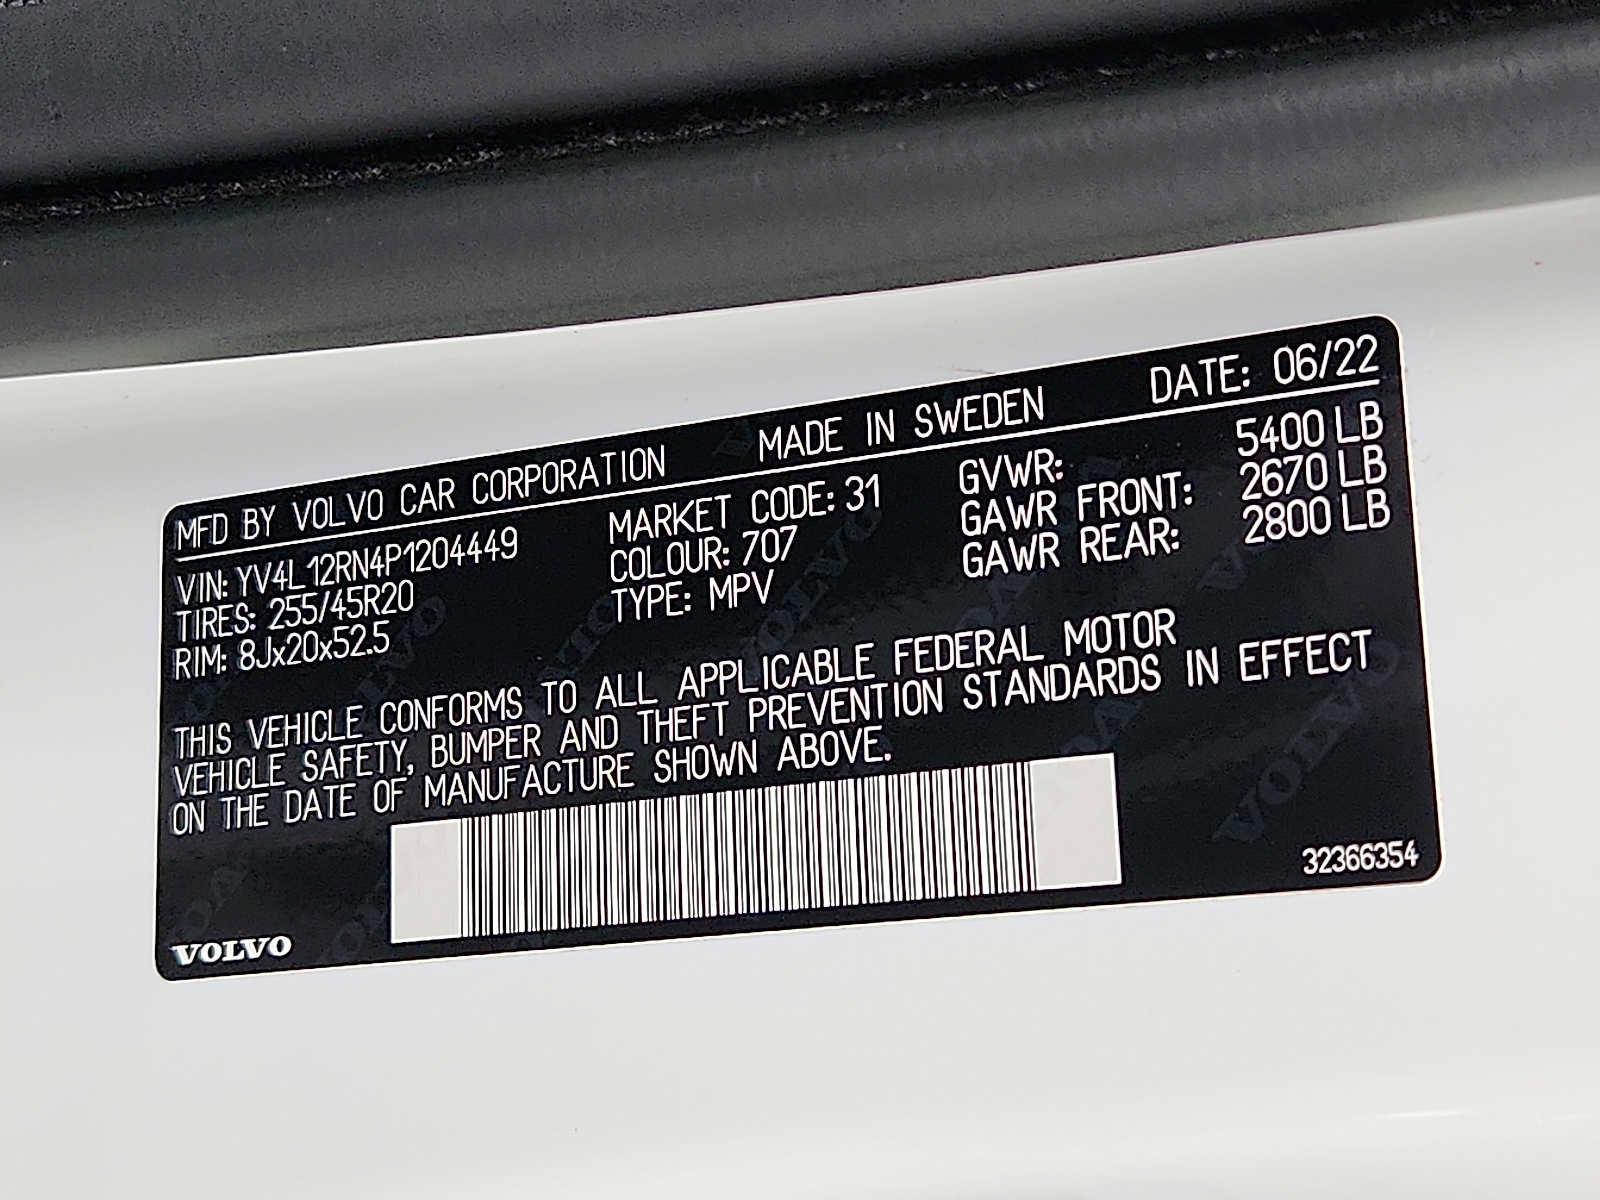 MFD BY VOLVO CAR CORPORATION MADE IN SWEDEN DATE: 06/22
VIN: YV4L12RN4P1204449 MARKET CODE: 31 GVWR: 5400 LB
TIRES: 255/45R20 COLOUR: 707 GAWR FRONT: 2670 LB
RIM: 8Jx20x52.5 TYPE: MPV GAWR REAR: 2800 LB
THIS VEHICLE CONFORMS TO ALL APPLICABLE FEDERAL MOTOR
VEHICLE SAFETY, BUMPER AND THEFT PREVENTION STANDARDS IN EFFECT
ON THE DATE OF MANUFACTURE SHOWN ABOVE.
32366354
VOLVO